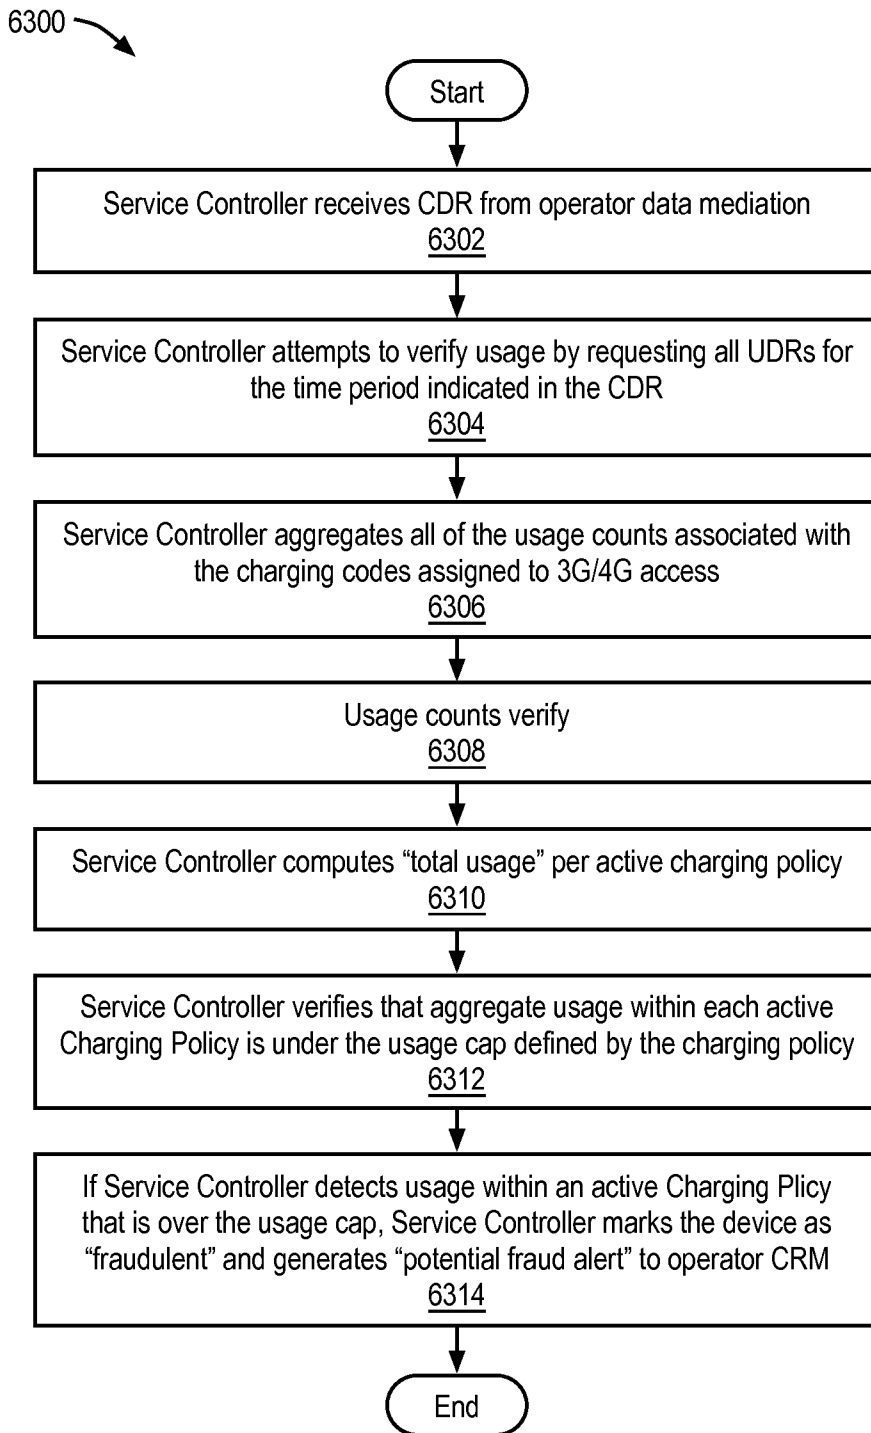 6300
Start
Service Controller receives CDR from operator data mediation
6302
Service Controller attempts to verify usage by requesting all UDRs for
the time period indicated in the CDR
6304
Service Controller aggregates all of the usage counts associated with
the charging codes assigned to 3G/4G access
6306
Usage counts verify
6308
Service Controller computes “total usage” per active charging policy
6310
Service Controller verifies that aggregate usage within each active
Charging Policy is under the usage cap defined by the charging policy
6312
If Service Controller detects usage within an active Charging Plicy
that is over the usage cap, Service Controller marks the device as
“fraudulent” and generates “potential fraud alert” to operator CRM
6314
End